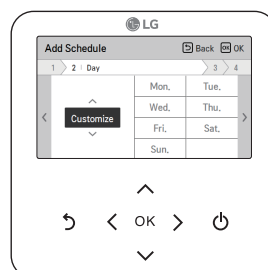 LG
Add Schedule Back OK OK
1 2 Day 3 4
Mon. Tue.
Customize Wed. Thu.
Fri. Sat.
Sun.
OK